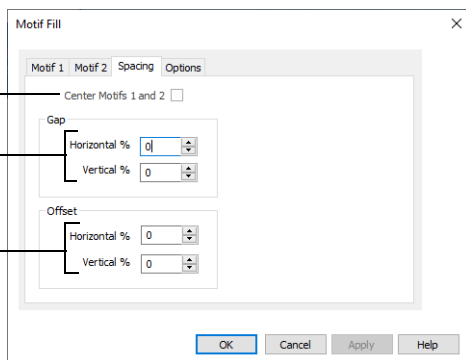 Motif Fill
Motif 1 Motif 2 Spacing Options
Center Motifs 1 and 2
Gap
Horizontal % 0
Vertical % 0
Offset
Horizontal % 0
Vertical % 0
OK Cancel Apply Help